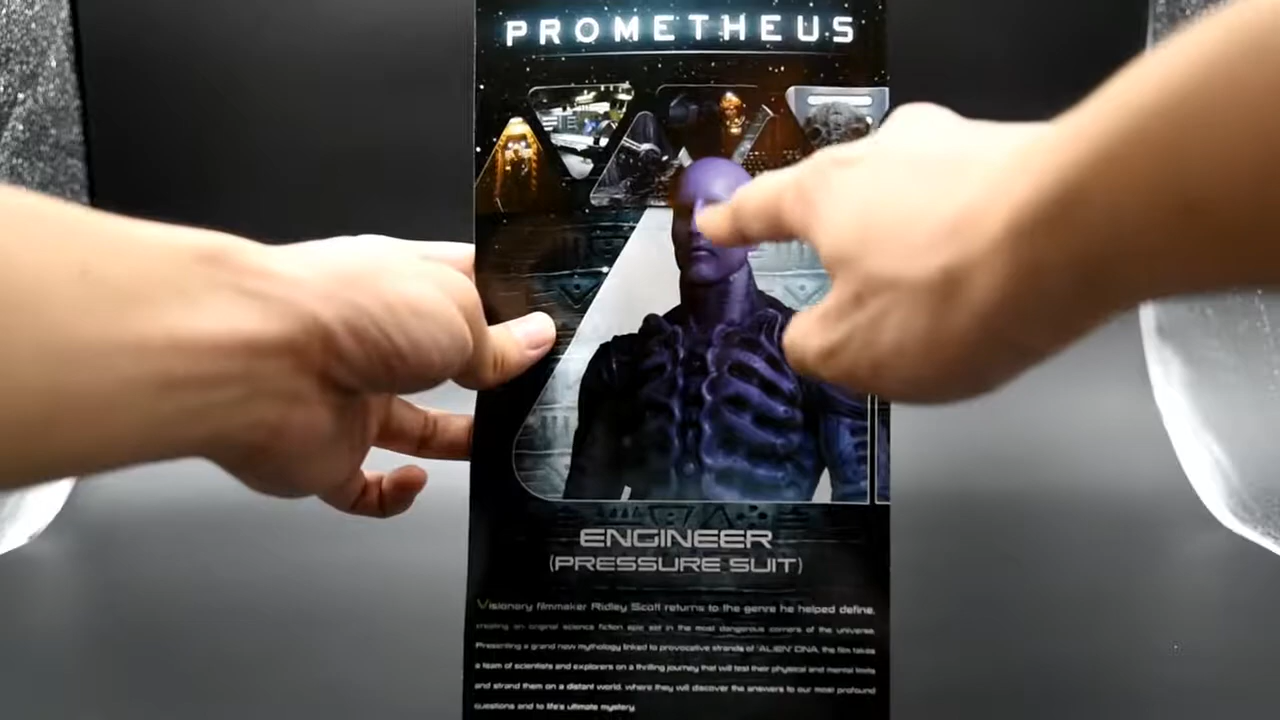 PROMETHEUS
ENGINEER
(PRESSURE SUIT)
Visionary filmmaker Ridley Scott returns to the genre he helped define,
creating an original science fiction epic set in the most dangerous corners of the universe.
Presenting a grand new mythology linked to provocative strands of 'ALIEN' DNA, the film takes
a team of scientists and explorers on a thrilling journey that will test their physical and mental limits
and strand them on a distant world, where they will discover the answers to our most profound
questions and to life's ultimate mystery.